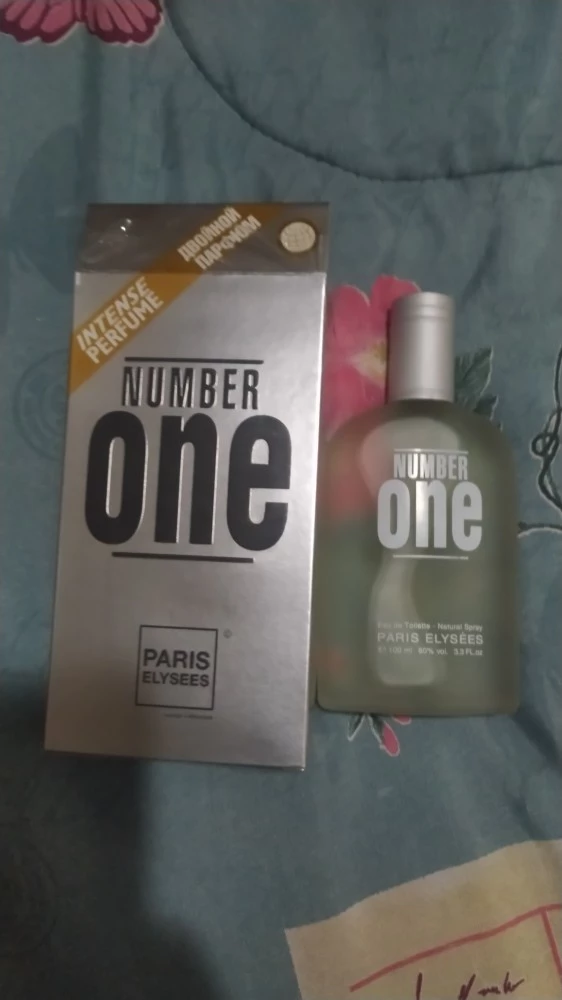 INTENSE
PERFUME
ДВОЙНОЙ
ПАРФЮМ
NUMBER
one
PARIS
ELYSEES
©
NUMBER
one
Eau de Toilette - Natural Spray
PARIS ELYSÉES
100 ml 80% vol. 3.3 FL.oz